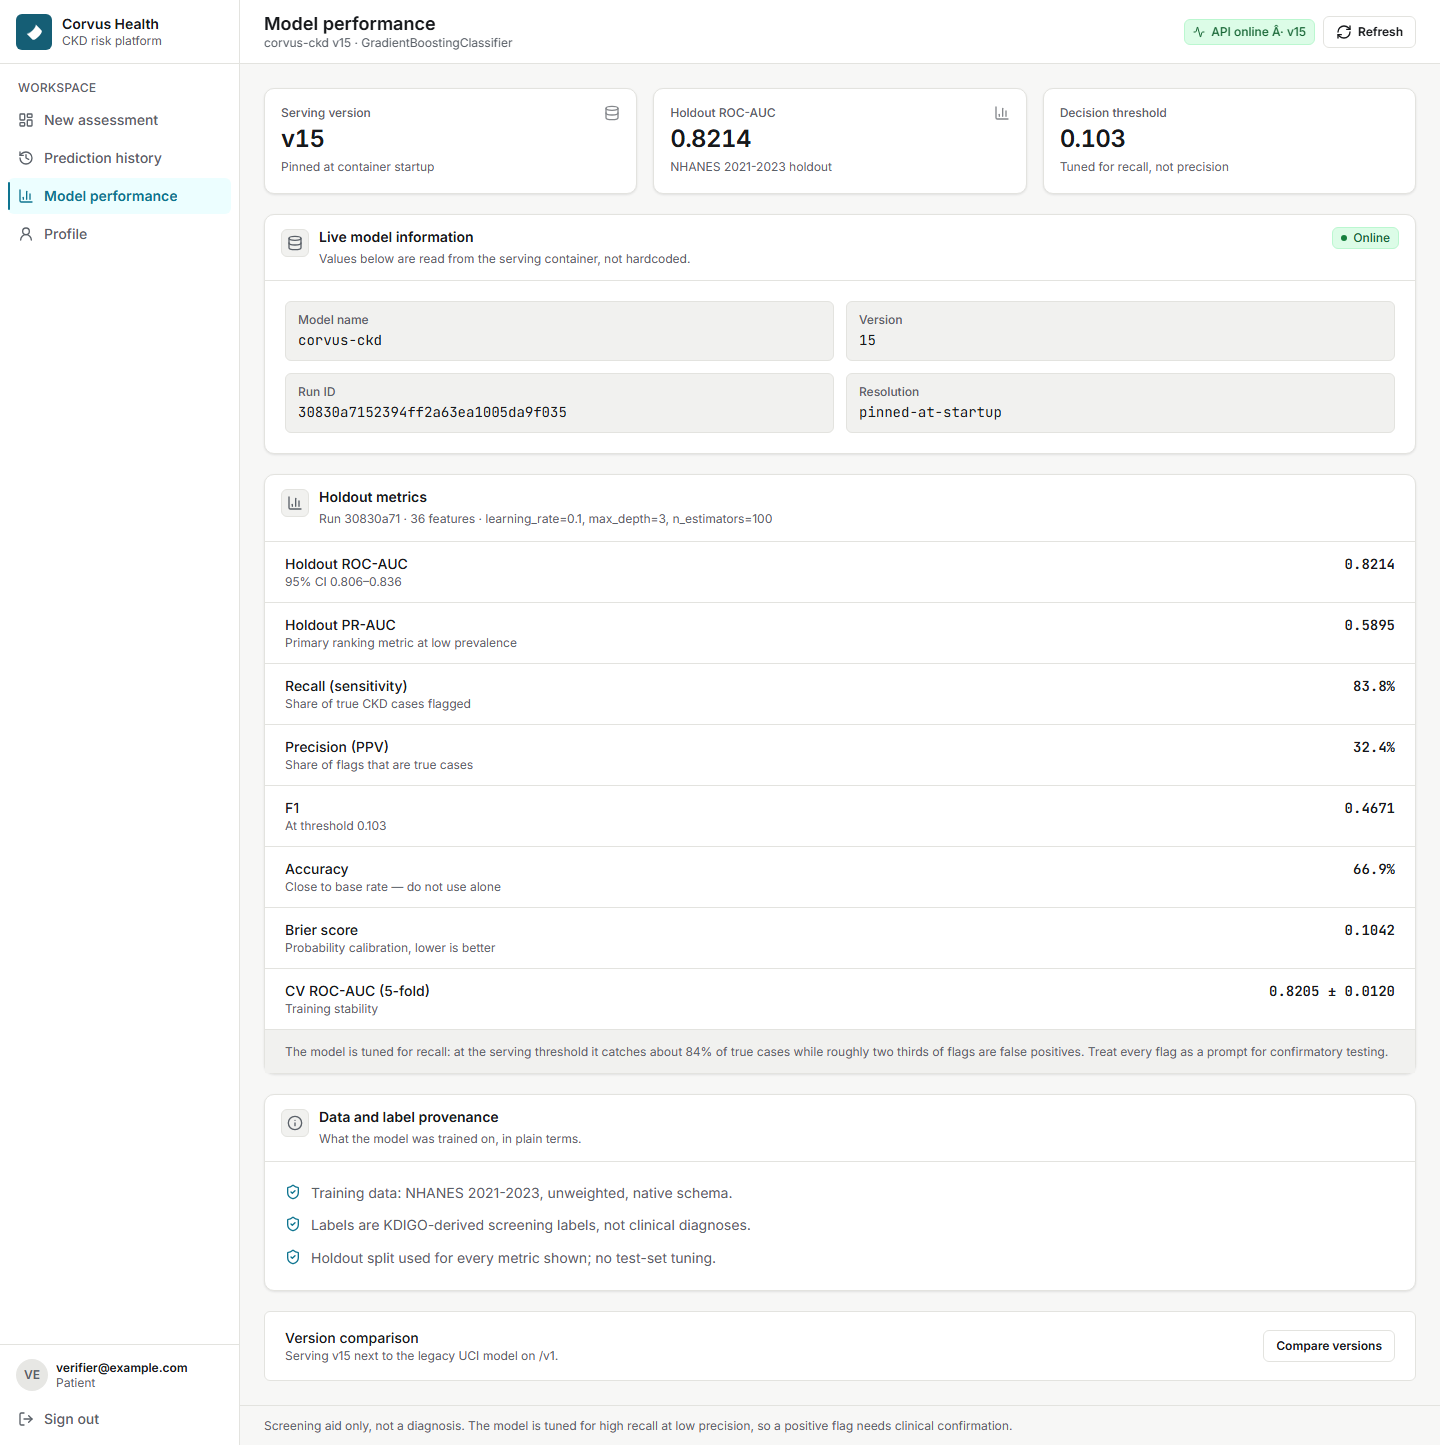 Corvus Health
CKD risk platform
WORKSPACE
New assessment
Prediction history
Model performance
Profile
verifier@example.com
VE
Patient
Sign out
Model performance
corvus-ckd v15 · GradientBoostingClassifier
API online Â· v15
Refresh
Serving version
v15
Pinned at container startup
Holdout ROC-AUC
0.8214
NHANES 2021-2023 holdout
Decision threshold
0.103
Tuned for recall, not precision
Live model information
Values below are read from the serving container, not hardcoded.
Online
Model name
corvus-ckd
Version
15
Run ID
30830a7152394ff2a63ea1005da9f035
Resolution
pinned-at-startup
Holdout metrics
Run 30830a71 · 36 features · learning_rate=0.1, max_depth=3, n_estimators=100
Holdout ROC-AUC
0.8214
95% CI 0.806–0.836
Holdout PR-AUC
0.5895
Primary ranking metric at low prevalence
Recall (sensitivity)
83.8%
Share of true CKD cases flagged
Precision (PPV)
32.4%
Share of flags that are true cases
F1
0.4671
At threshold 0.103
Accuracy
66.9%
Close to base rate — do not use alone
Brier score
0.1042
Probability calibration, lower is better
CV ROC-AUC (5-fold)
0.8205 ± 0.0120
Training stability
The model is tuned for recall: at the serving threshold it catches about 84% of true cases while roughly two thirds of flags are false positives. Treat every flag as a prompt for confirmatory testing.
Data and label provenance
What the model was trained on, in plain terms.
Training data: NHANES 2021-2023, unweighted, native schema.
Labels are KDIGO-derived screening labels, not clinical diagnoses.
Holdout split used for every metric shown; no test-set tuning.
Version comparison
Serving v15 next to the legacy UCI model on /v1.
Compare versions
Screening aid only, not a diagnosis. The model is tuned for high recall at low precision, so a positive flag needs clinical confirmation.